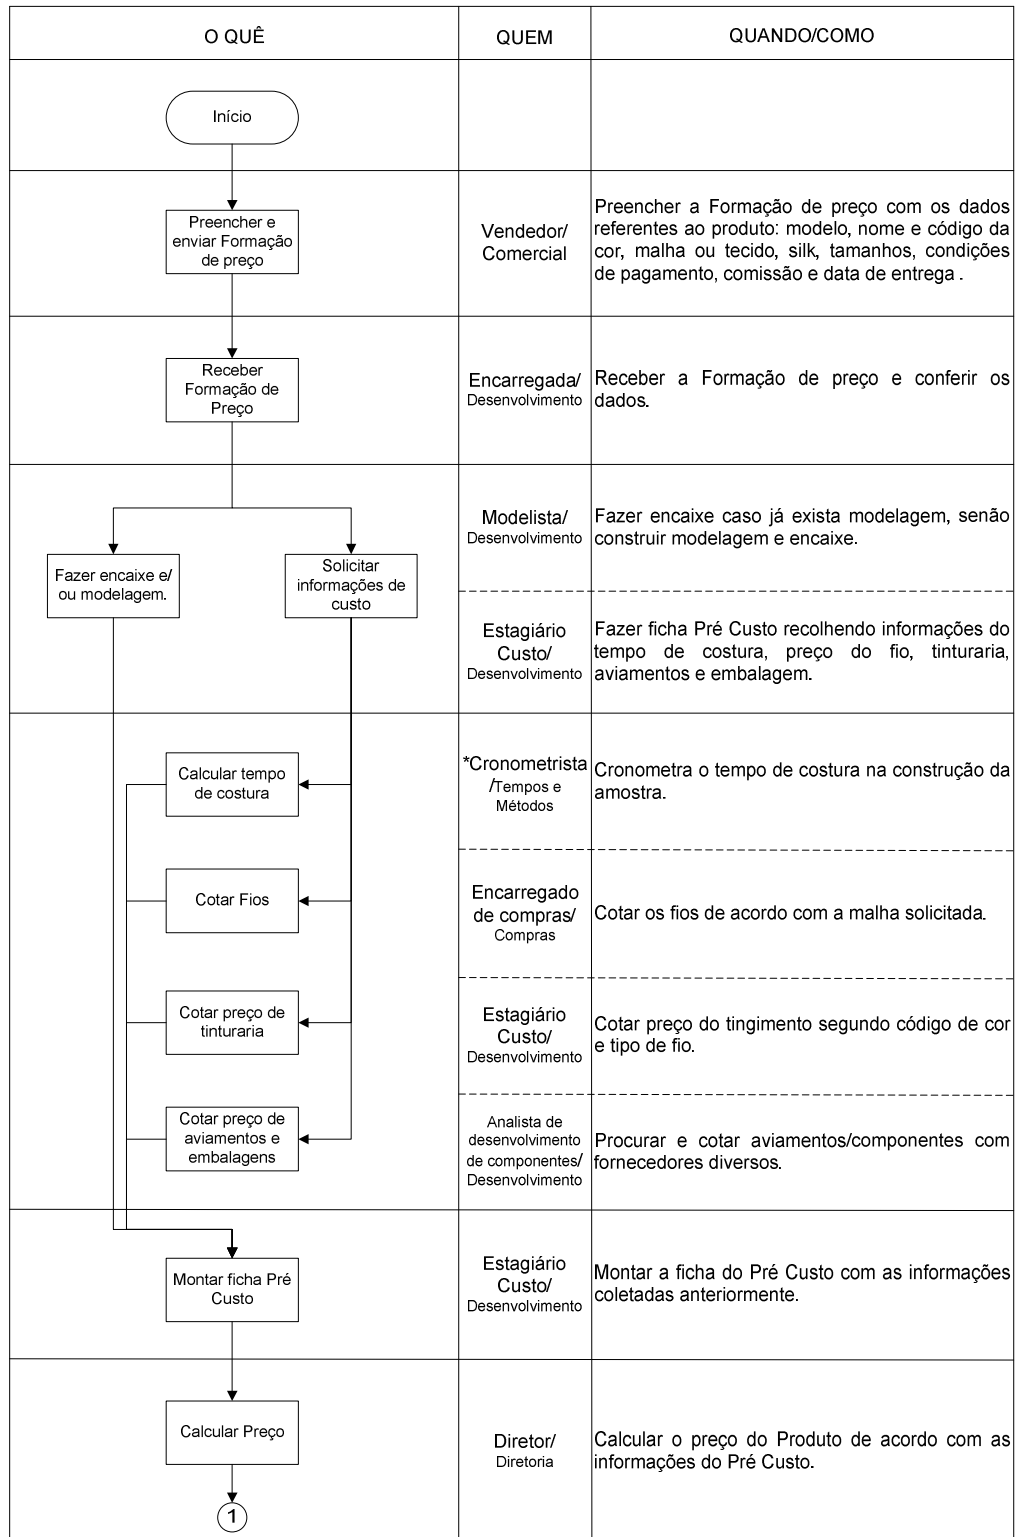 O QUÊ
QUEM
QUANDO/COMO
Início
Preencher e
enviar Formação
de preço
Vendedor/
Comercial
Preencher a Formação de preço com os dados
referentes ao produto: modelo, nome e código da
cor, malha ou tecido, silk, tamanhos, condições
de pagamento, comissão e data de entrega .
Receber
Formação de
Preço
Encarregada/
Desenvolvimento
Receber a Formação de preço e conferir os
dados.
Fazer encaixe e/
ou modelagem.
Solicitar
informações de
custo
Modelista/
Desenvolvimento
Fazer encaixe caso já exista modelagem, senão
construir modelagem e encaixe.
Estagiário
Custo/
Desenvolvimento
Fazer ficha Pré Custo recolhendo informações do
tempo de costura, preço do fio, tinturaria,
aviamentos e embalagem.
Calcular tempo
de costura
*Cronometrista
/Tempos e
Métodos
Cronometra o tempo de costura na construção da
amostra.
Cotar Fios
Encarregado
de compras/
Compras
Cotar os fios de acordo com a malha solicitada.
Cotar preço de
tinturaria
Estagiário
Custo/
Desenvolvimento
Cotar preço do tingimento segundo código de cor
e tipo de fio.
Cotar preço de
aviamentos e
embalagens
Analista de
desenvolvimento
de componentes/
Desenvolvimento
Procurar e cotar aviamentos/componentes com
fornecedores diversos.
Montar ficha Pré
Custo
Estagiário
Custo/
Desenvolvimento
Montar a ficha do Pré Custo com as informações
coletadas anteriormente.
Calcular Preço
Diretor/
Diretoria
Calcular o preço do Produto de acordo com as
informações do Pré Custo.
1